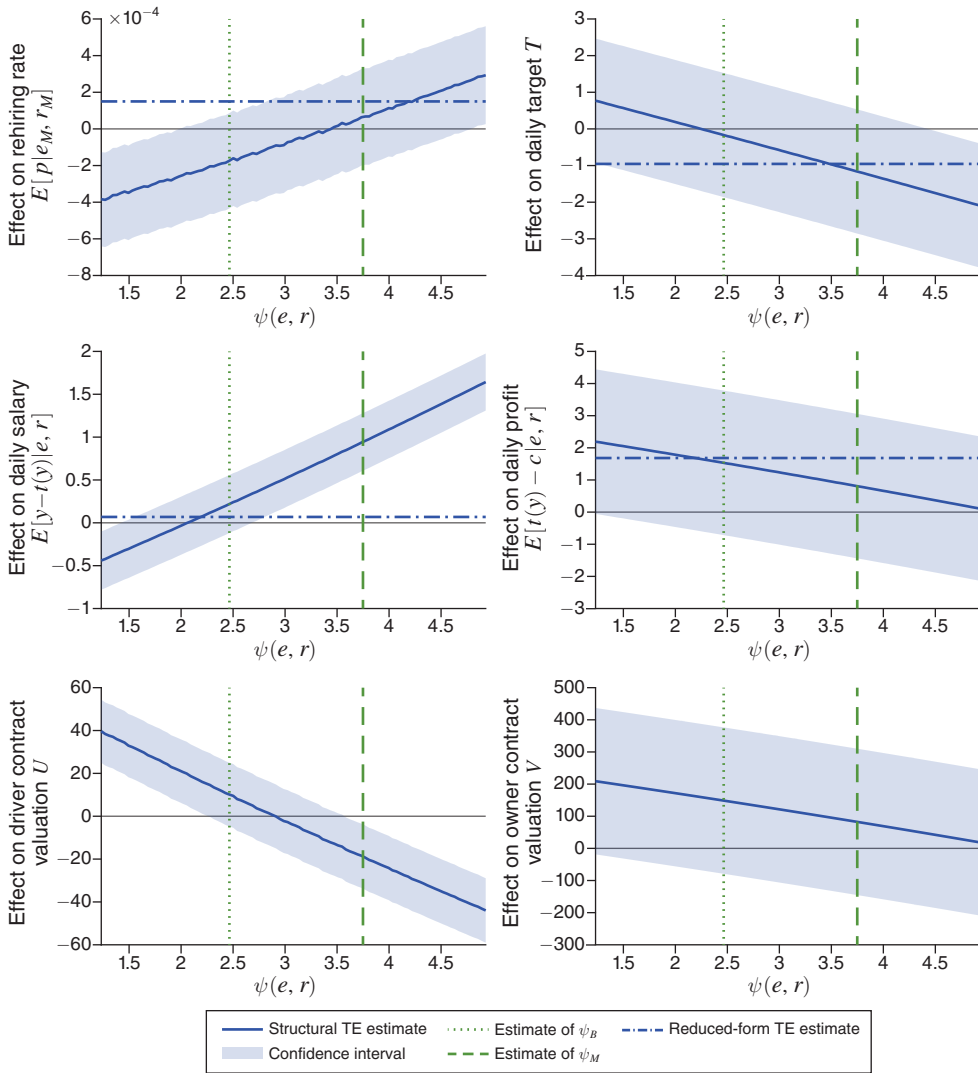 ×10−4
6
4
2
0
−2
−4
−6
−8
1.5 2 2.5 3 3.5 4 4.5
ψ(e, r)
Effect on rehiring rate
E[p|eM, rM]
3
2
1
0
−1
−2
−3
−4
1.5 2 2.5 3 3.5 4 4.5
ψ(e, r)
Effect on daily target T
2
1.5
1
0.5
0
−0.5
−1
1.5 2 2.5 3 3.5 4 4.5
ψ(e, r)
Effect on daily salary
E[y−t(y)|e, r]
5
4
3
2
1
0
−1
−2
−3
1.5 2 2.5 3 3.5 4 4.5
ψ(e, r)
Effect on daily profit
E[t(y) − c|e, r]
60
40
20
0
−20
−40
−60
1.5 2 2.5 3 3.5 4 4.5
ψ(e, r)
Effect on driver contract
valuation U
500
400
300
200
100
0
−100
−200
−300
1.5 2 2.5 3 3.5 4 4.5
ψ(e, r)
Effect on owner contract
valuation V
Structural TE estimate Estimate of ψB Reduced-form TE estimate
Confidence interval Estimate of ψM